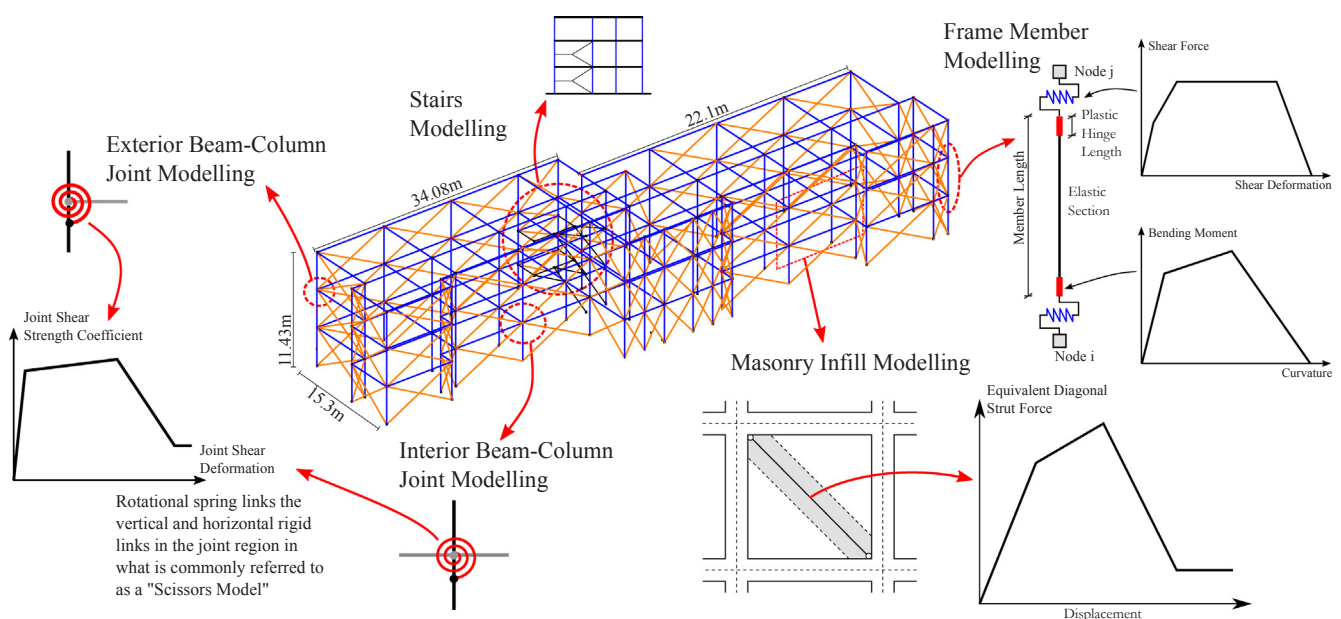 Stairs
Modelling
Exterior Beam-Column
Joint Modelling
34.08m
22.1m
11.43m
15.3m
Frame Member
Modelling
Node j
Plastic
Hinge
Length
Member Length
Elastic
Section
Node i
Shear Force
Shear Deformation
Bending Moment
Curvature
Joint Shear
Strength Coefficient
Joint Shear
Deformation
Rotational spring links the
vertical and horizontal rigid
links in the joint region in
what is commonly referred to
as a "Scissors Model"
Interior Beam-Column
Joint Modelling
Masonry Infill Modelling
Equivalent Diagonal
Strut Force
Displacement